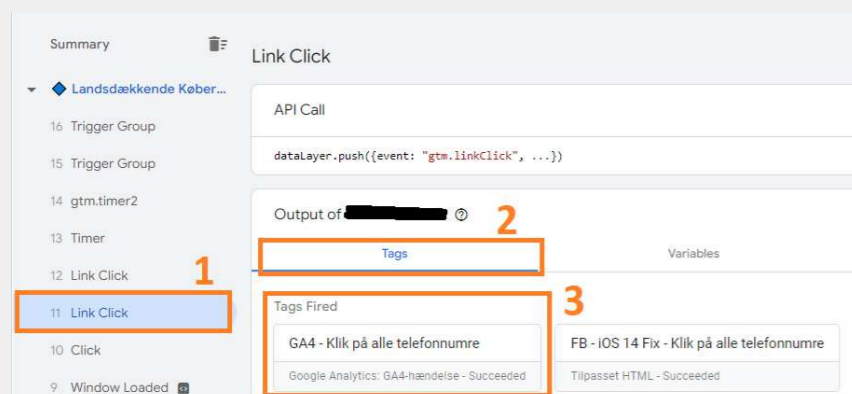 Summary
Landsdækkende Køber...
16 Trigger Group
15 Trigger Group
14 gtm.timer2
13 Timer
12 Link Click
1
11 Link Click
10 Click
9 Window Loaded
Link Click
API Call
dataLayer.push({event: "gtm.linkClick", ...})
Output of
2
Tags
Variables
Tags Fired
3
GA4 - Klik på alle telefonnumre
Google Analytics: GA4-hændelse - Succeeded
FB - iOS 14 Fix - Klik på alle telefonnumre
Tilpasset HTML - Succeeded